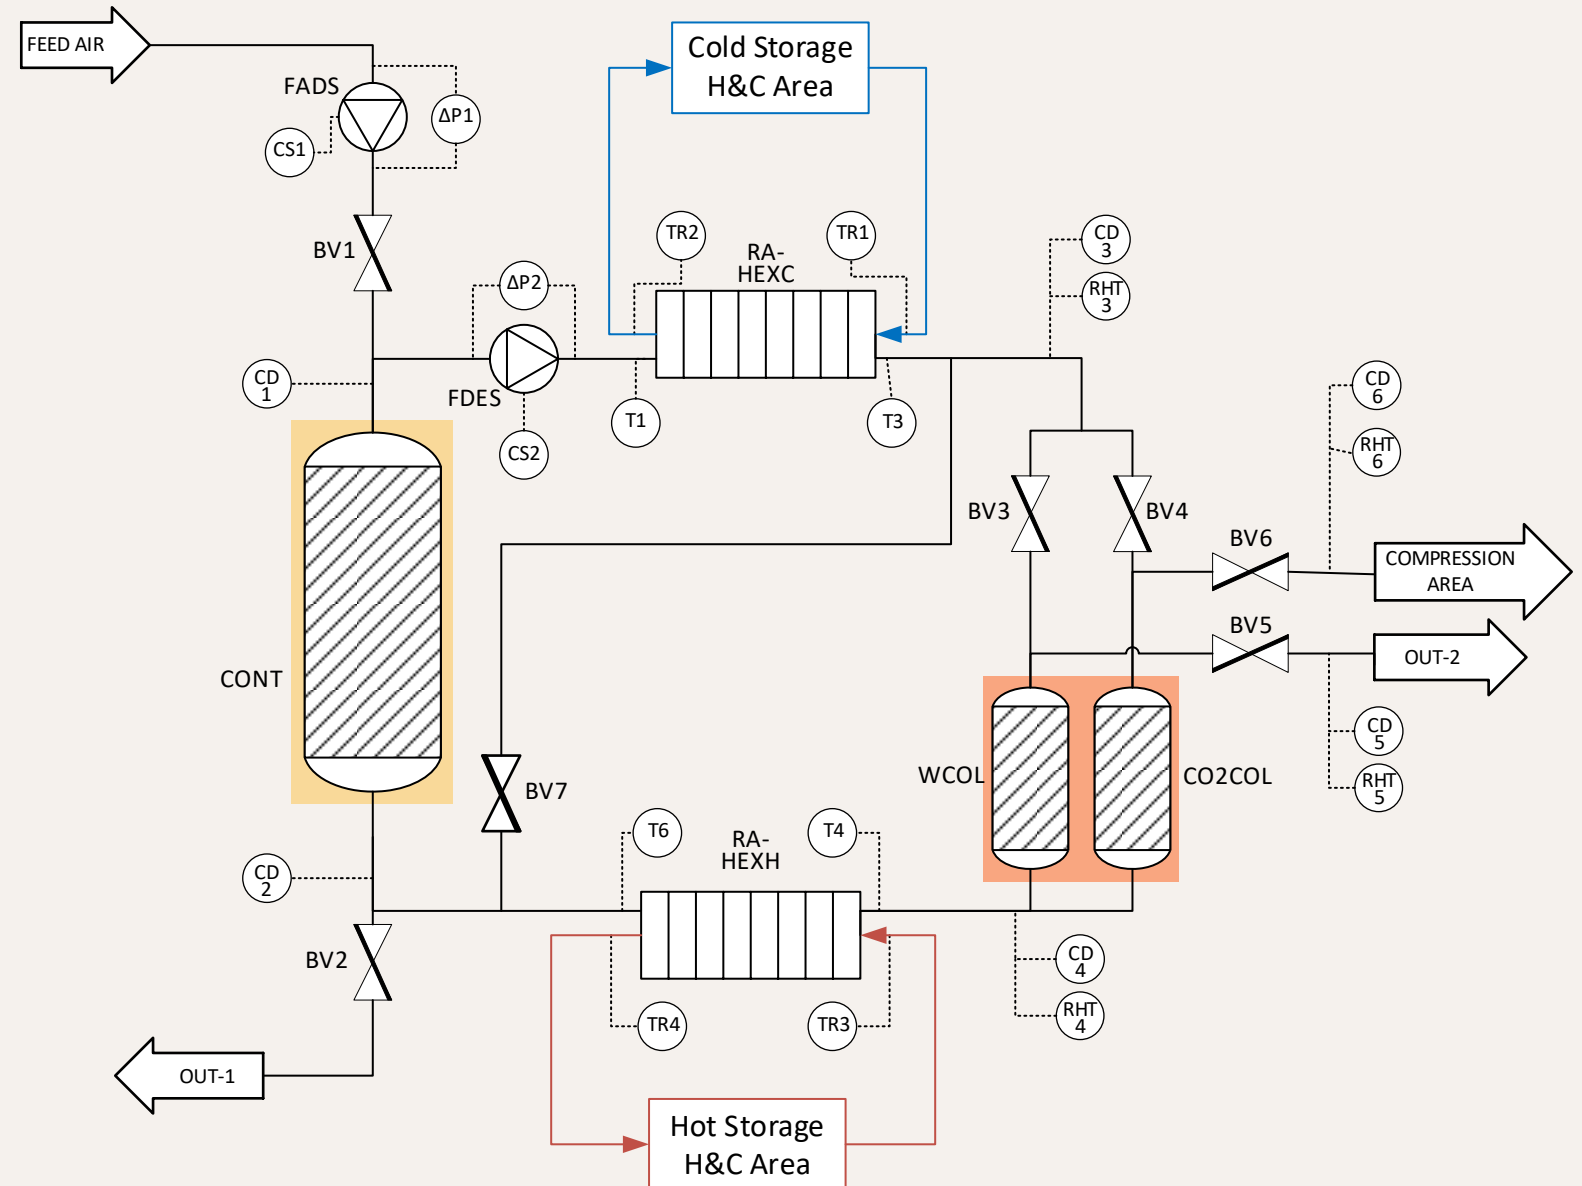 Cold Storage
H&C Area
FEED AIR
FADS
ΔP1
CS1
TR2
TR1
RA-
HEXC
CD
3
BV1
ΔP2
RHT
3
CD
1
FDES
T1
T3
CD
6
CS2
RHT
6
BV3
BV4
BV6
COMPRESSION
AREA
BV5
OUT-2
CONT
CD
5
WCOL
CO2COL
RHT
5
BV7
T6
RA-
HEXH
T4
CD
2
BV2
CD
4
TR4
TR3
RHT
4
OUT-1
Hot Storage
H&C Area